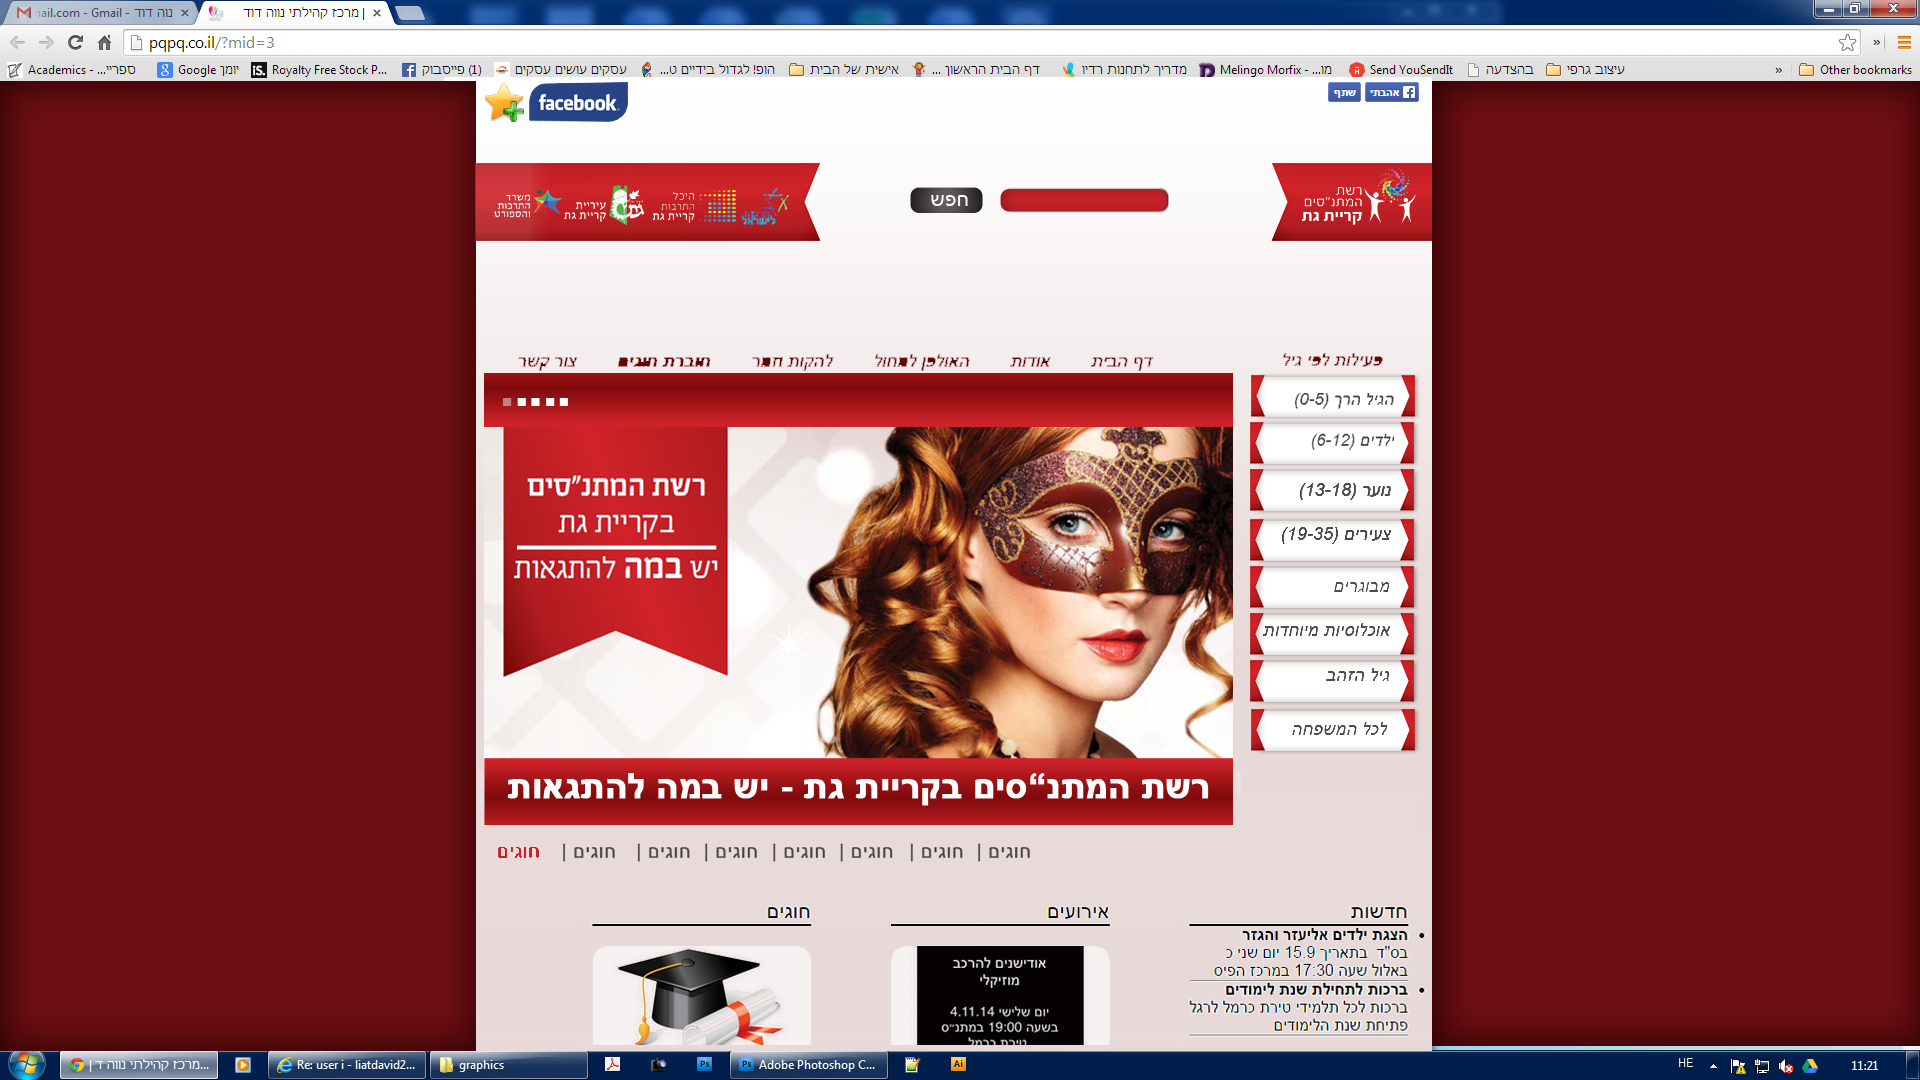 nail.com - Gmail - נווה דוד
מרכז קהילתי נווה דוד |
pqpq.co.il/?mid=3
Academics - ...ספריי
Google יומן
Royalty Free Stock P...
(1) פייסבוק
עסקים עושים עסקים
הופ! לגדול בידיים ט...
אישית של הבית
דף הבית הראשון ...
מדריך לתחנות רדיו
Melingo Morfix - ...מו
Send YouSendIt
בהצדעה
עיצוב גרפי
»
Other bookmarks
facebook
שתף
אהבתי
רשת
המתנ"סים
קריית גת
חפש
היכל
התרבות
קריית גת
עיריית
קריית גת
משרד
התרבות
והספורט
פעילות לפי גיל
דף הבית
אודות
האולפן למחול
להקות זמר
חוברת חוגים
צור קשר
הגיל הרך (0-5)
ילדים (6-12)
נוער (13-18)
צעירים (19-35)
מבוגרים
אוכלוסיות מיוחדות
גיל הזהב
לכל המשפחה
רשת המתנ"סים
בקריית גת
יש במה להתגאות
רשת המתנ“סים בקריית גת - יש במה להתגאות
חוגים | חוגים | חוגים | חוגים | חוגים | חוגים | חוגים | חוגים
חדשות
הצגת ילדים אליעזר והגזר
בס"ד בתאריך 15.9 יום שני כ
באלול שעה 17:30 במרכז הפיס
ברכות לתחילת שנת לימודים
ברכות לכל תלמידי טירת כרמל לרגל
פתיחת שנת הלימודים
אירועים
אודישנים להרכב
מוזיקלי
יום שלישי 4.11.14
בשעה 19:00 במתנ״ס
טירת כרמל
חוגים
מרכז קהילתי נווה ד...
Re: user i - liatdavid2...
graphics
Adobe Photoshop C...
HE
11:21